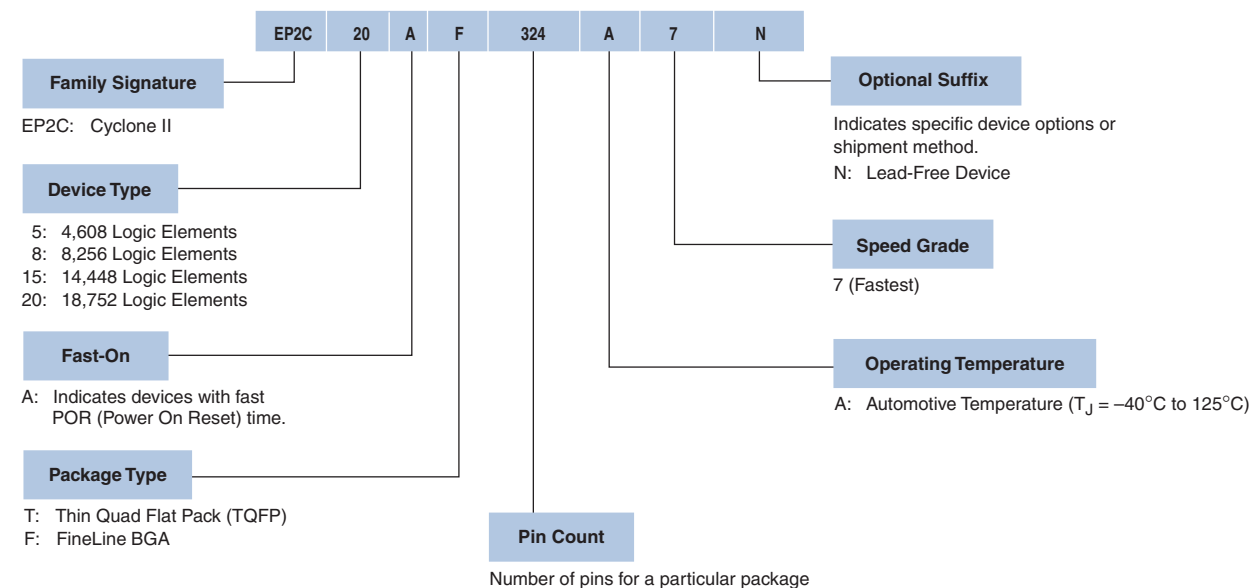 EP2C 20 A F 324 A 7 N
Family Signature
EP2C: Cyclone II
Device Type
5: 4,608 Logic Elements
8: 8,256 Logic Elements
15: 14,448 Logic Elements
20: 18,752 Logic Elements
Fast-On
A: Indicates devices with fast
POR (Power On Reset) time.
Package Type
T: Thin Quad Flat Pack (TQFP)
F: FineLine BGA
Pin Count
Number of pins for a particular package
Optional Suffix
Indicates specific device options or
shipment method.
N: Lead-Free Device
Speed Grade
7 (Fastest)
Operating Temperature
A: Automotive Temperature (TJ = –40°C to 125°C)